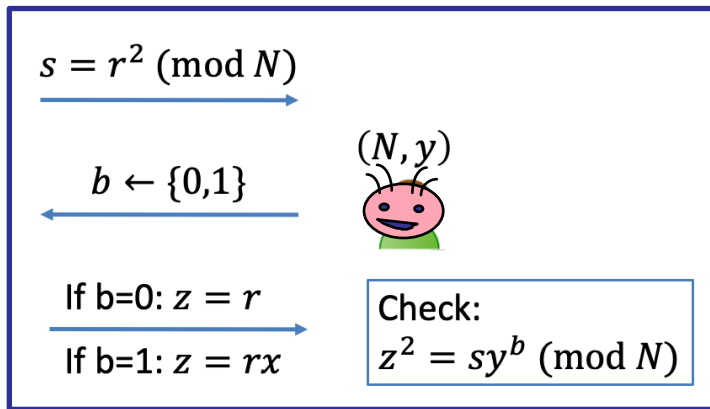 s = r² (mod N)
(N, y)
b ← {0,1}
If b=0: z = r
If b=1: z = rx
Check:
z² = sy^b (mod N)